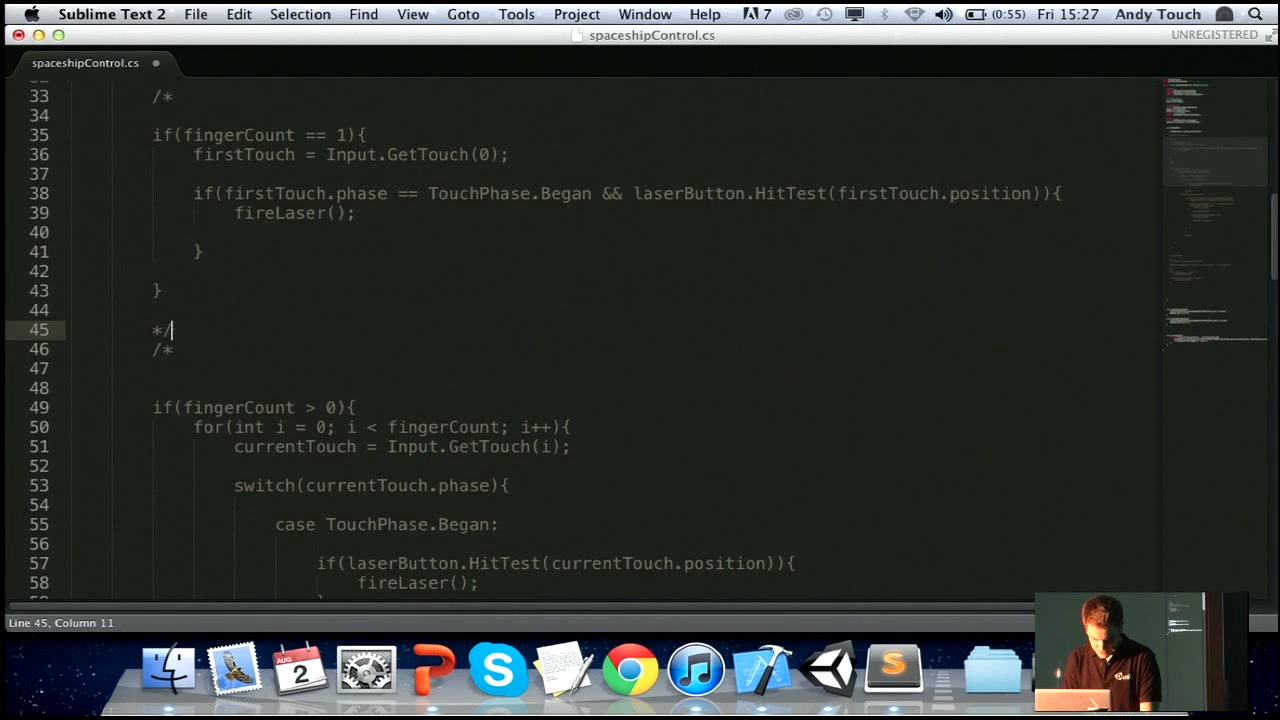 Sublime Text 2 File Edit Selection Find View Goto Tools Project Window Help 7 (0:55) Fri 15:27 Andy Touch
spaceshipControl.cs UNREGISTERED
spaceshipControl.cs
33 /*
34
35 if(fingerCount == 1){
36 firstTouch = Input.GetTouch(0);
37
38 if(firstTouch.phase == TouchPhase.Began && laserButton.HitTest(firstTouch.position)){
39 fireLaser();
40
41 }
42
43 }
44
45 */
46 /*
47
48
49 if(fingerCount > 0){
50 for(int i = 0; i < fingerCount; i++){
51 currentTouch = Input.GetTouch(i);
52
53 switch(currentTouch.phase){
54
55 case TouchPhase.Began:
56
57 if(laserButton.HitTest(currentTouch.position)){
58 fireLaser();
Line 45, Column 11
AUG
2